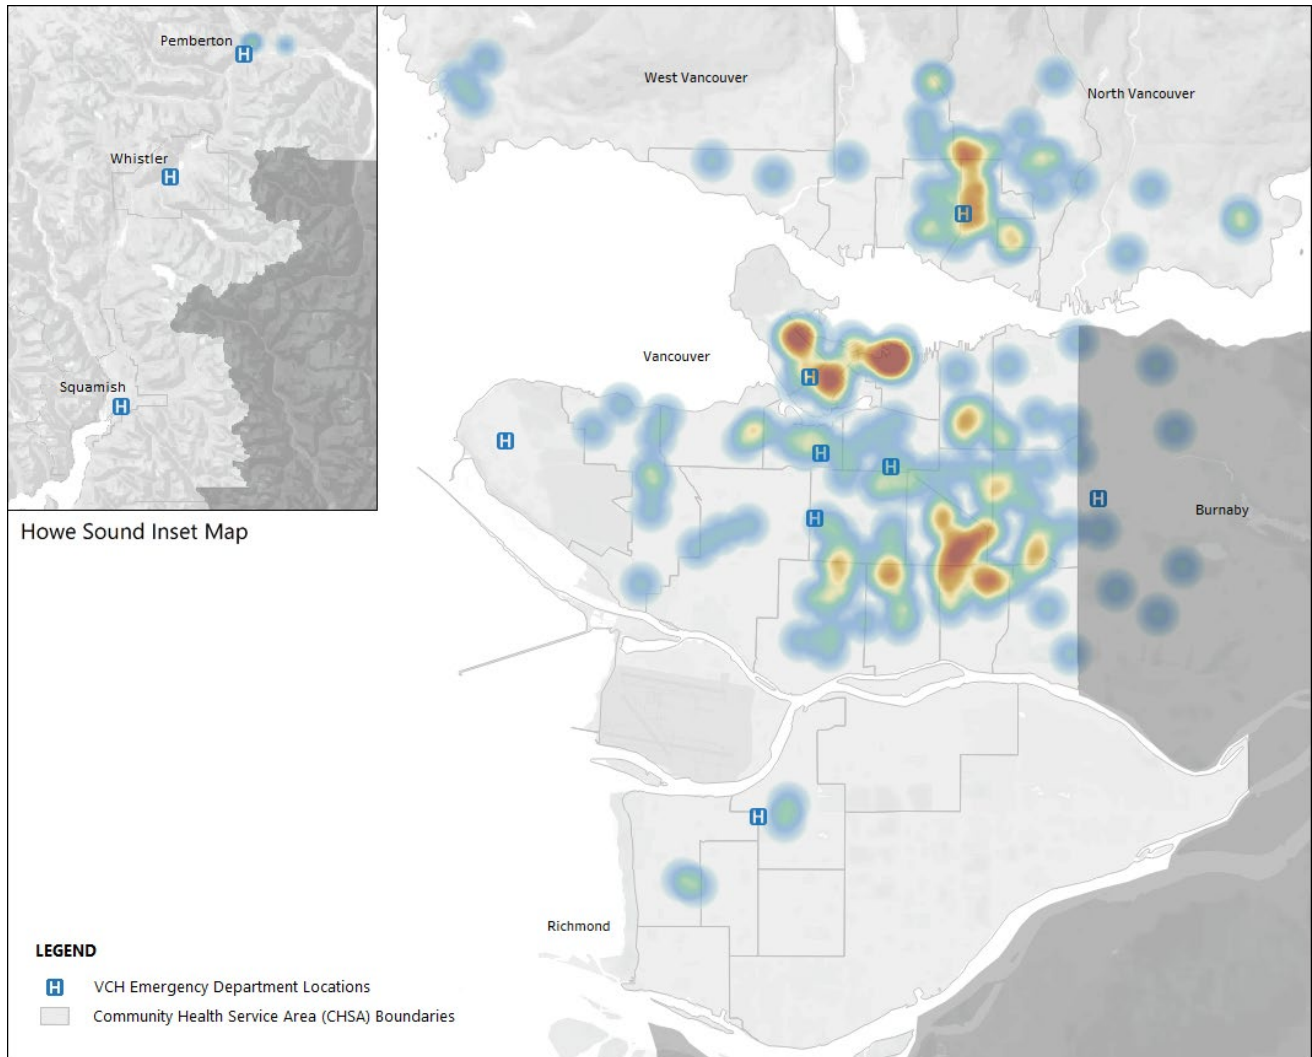 Pemberton
H
Whistler
H
Squamish
H
Howe Sound Inset Map
West Vancouver
North Vancouver
H
Vancouver
H
H
H
H
H
H
Burnaby
H
Richmond
LEGEND
H VCH Emergency Department Locations
Community Health Service Area (CHSA) Boundaries